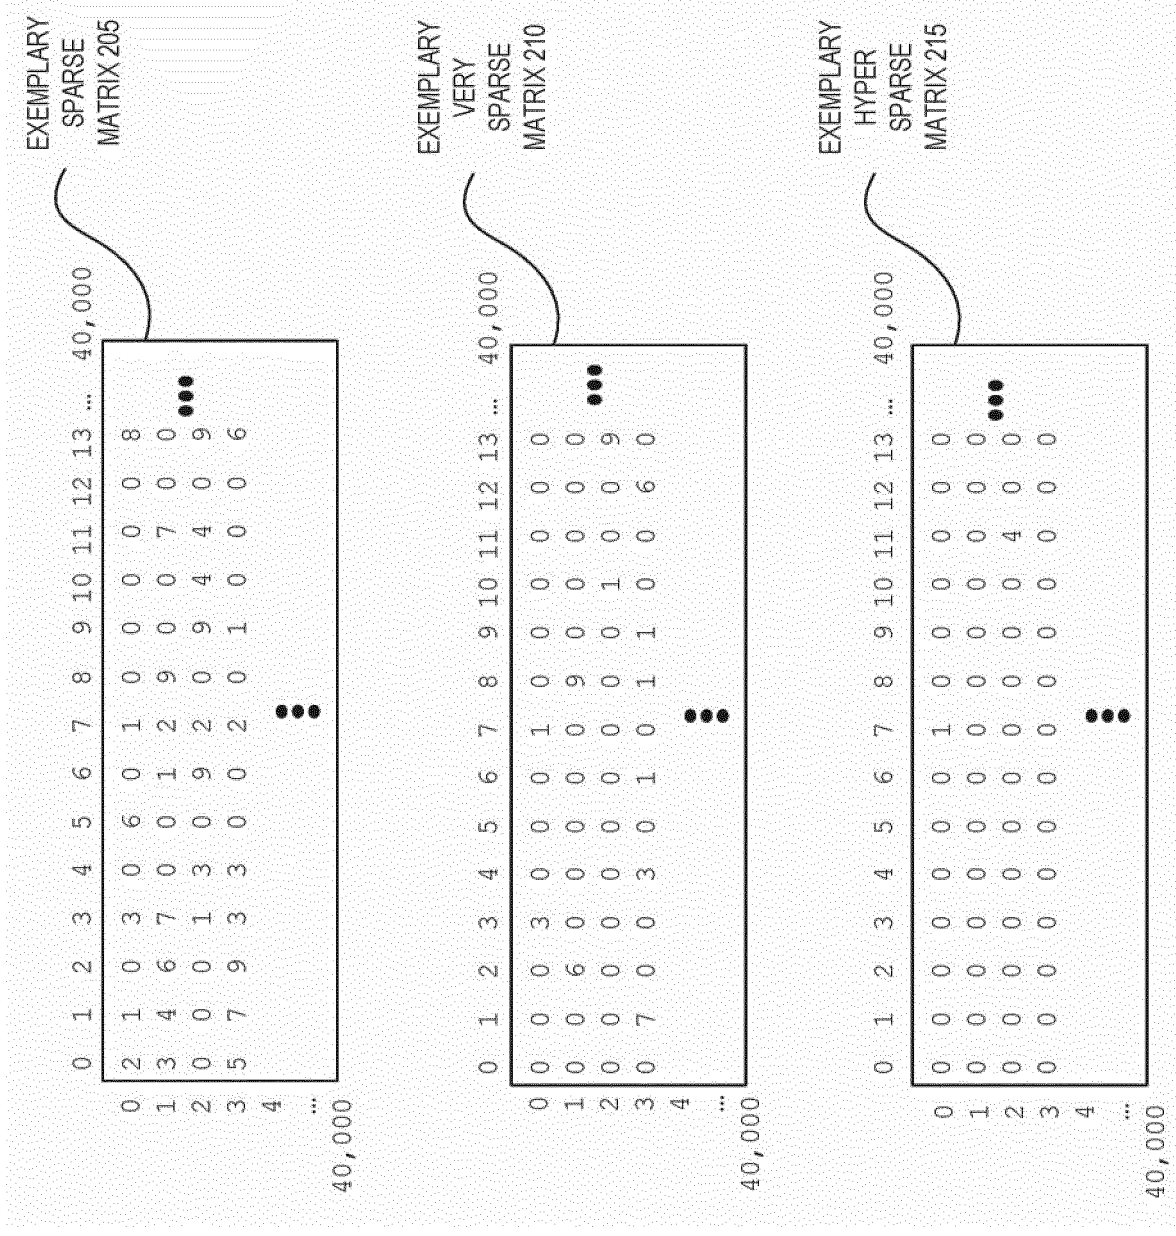 EXEMPLARY
SPARSE
MATRIX 205
0 1 2 3 4 5 6 7 8 9 10 11 12 13 ... 40,000
0 2 1 0 3 0 6 0 1 0 0 0 0 0 8
1 3 4 6 7 0 0 1 2 9 0 0 7 0 0
2 0 0 0 1 3 0 9 2 0 9 4 4 0 9
3 5 7 9 3 3 0 0 2 0 1 0 0 0 6
4
...
40,000
EXEMPLARY
VERY
SPARSE
MATRIX 210
0 1 2 3 4 5 6 7 8 9 10 11 12 13 ... 40,000
0 0 0 0 3 0 0 0 1 0 0 0 0 0 0
1 0 0 6 0 0 0 0 0 9 0 0 0 0 0
2 0 0 0 0 0 0 0 0 0 0 1 0 0 9
3 0 7 0 0 3 0 1 0 1 1 0 0 6 0
4
...
40,000
EXEMPLARY
HYPER
SPARSE
MATRIX 215
0 1 2 3 4 5 6 7 8 9 10 11 12 13 ... 40,000
0 0 0 0 0 0 0 0 1 0 0 0 0 0 0
1 0 0 0 0 0 0 0 0 0 0 0 0 0 0
2 0 0 0 0 0 0 0 0 0 0 0 4 0 0
3 0 0 0 0 0 0 0 0 0 0 0 0 0 0
4
...
40,000